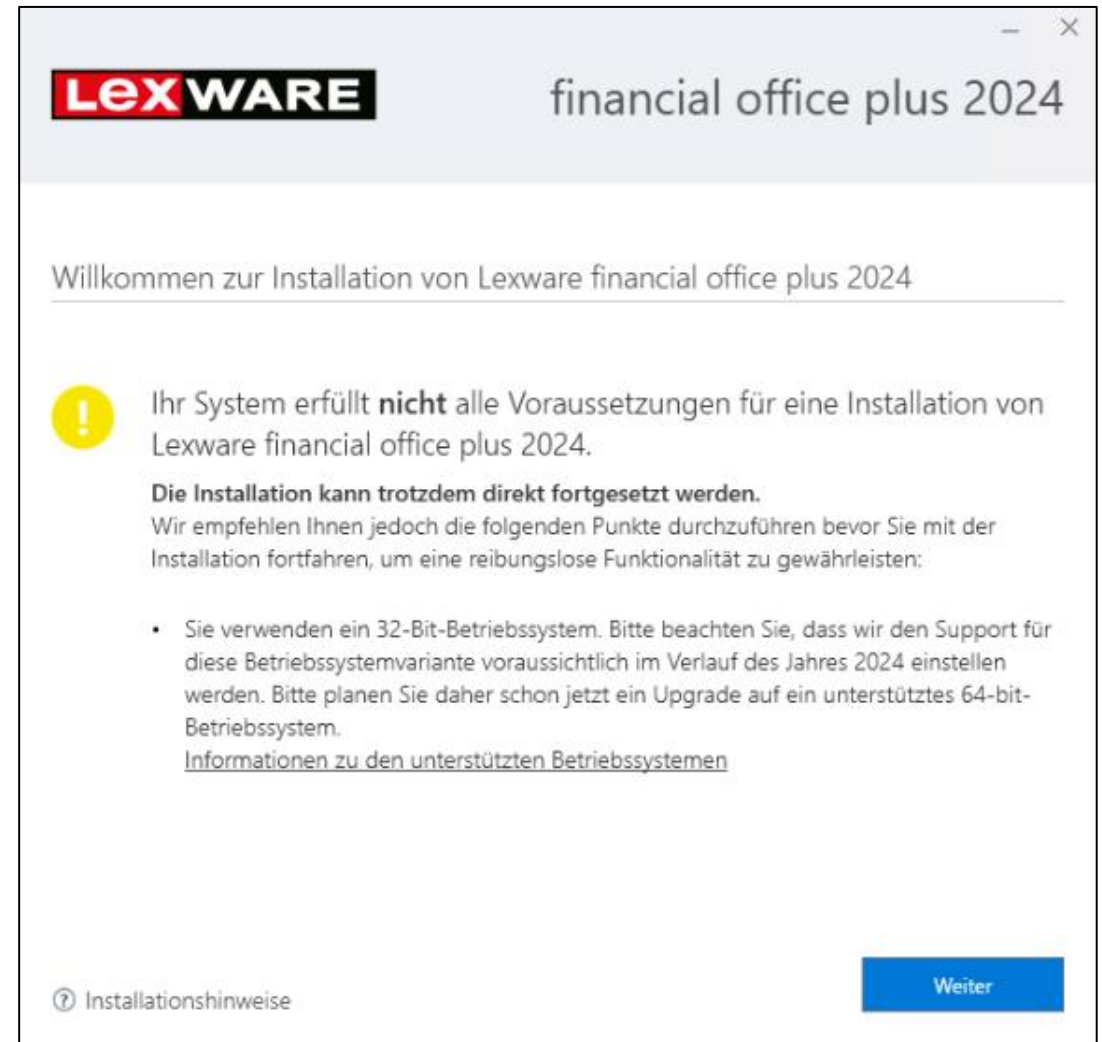 LexWARE
financial office plus 2024
Willkommen zur Installation von Lexware financial office plus 2024
!
Ihr System erfüllt nicht alle Voraussetzungen für eine Installation von
Lexware financial office plus 2024.
Die Installation kann trotzdem direkt fortgesetzt werden.
Wir empfehlen Ihnen jedoch die folgenden Punkte durchzuführen bevor Sie mit der
Installation fortfahren, um eine reibungslose Funktionalität zu gewährleisten:
• Sie verwenden ein 32-Bit-Betriebssystem. Bitte beachten Sie, dass wir den Support für
diese Betriebssystemvariante voraussichtlich im Verlauf des Jahres 2024 einstellen
werden. Bitte planen Sie daher schon jetzt ein Upgrade auf ein unterstütztes 64-bit-
Betriebssystem.
Informationen zu den unterstützten Betriebssystemen
? Installationshinweise
Weiter